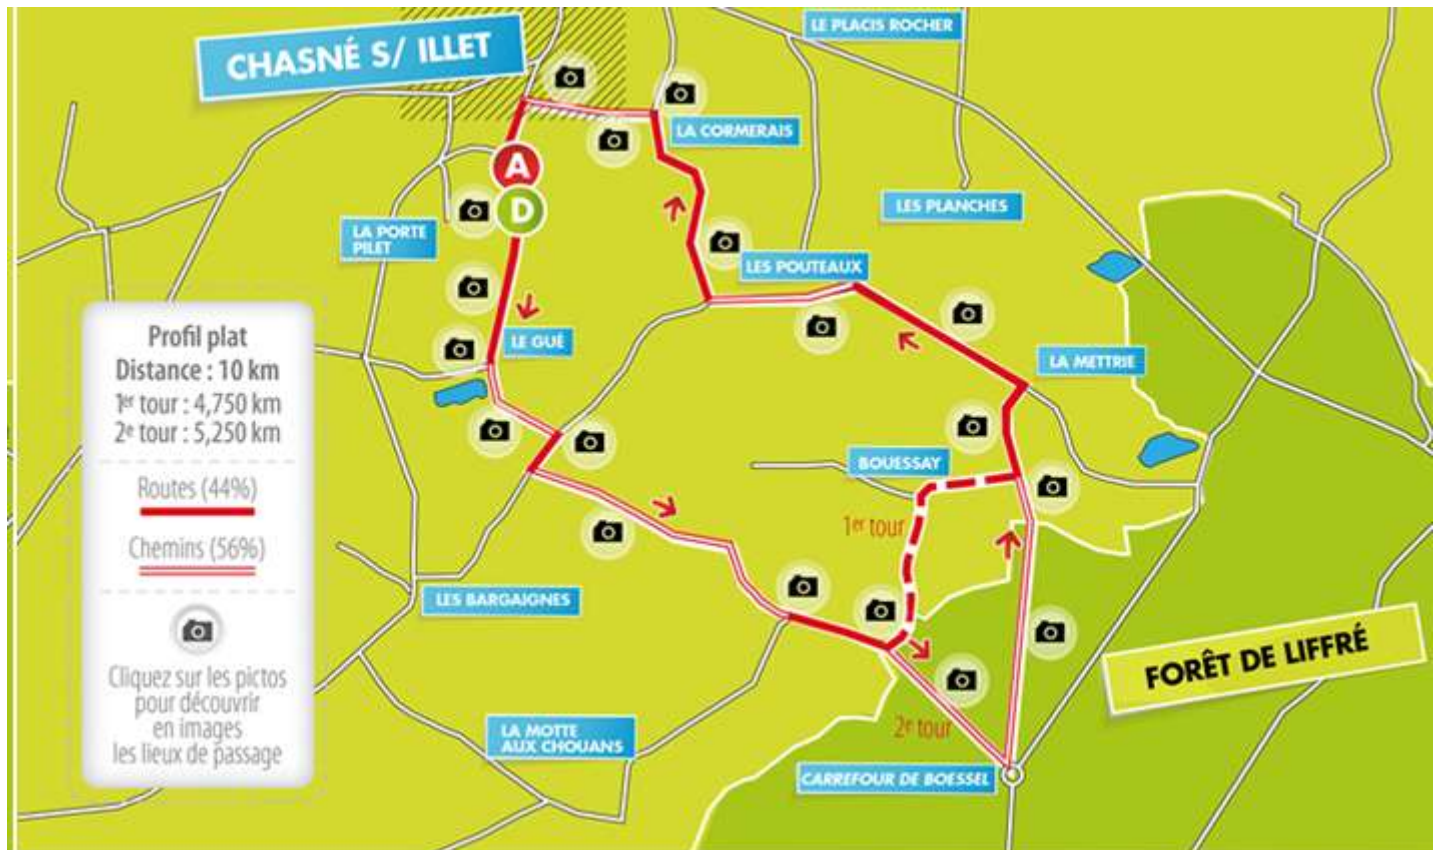 LE PLACIS ROCHER
CHASNÉ S/ ILLET
LA CORMERAIS
A
D
LES PLANCHES
LA PORTE
PILET
LES POUTEAUX
LE GUÉ
LA METTRIE
Profil plat
Distance : 10 km
1er tour : 4,750 km
2e tour : 5,250 km
Routes (44%)
Chemins (56%)
Cliquez sur les pictos
pour découvrir
en images
les lieux de passage
BOUESSAY
1er tour
LES BARGAIGNES
FORÊT DE LIFFRÉ
LA MOTTE
AUX CHOUANS
2e tour
CARREFOUR DE BOESSEL